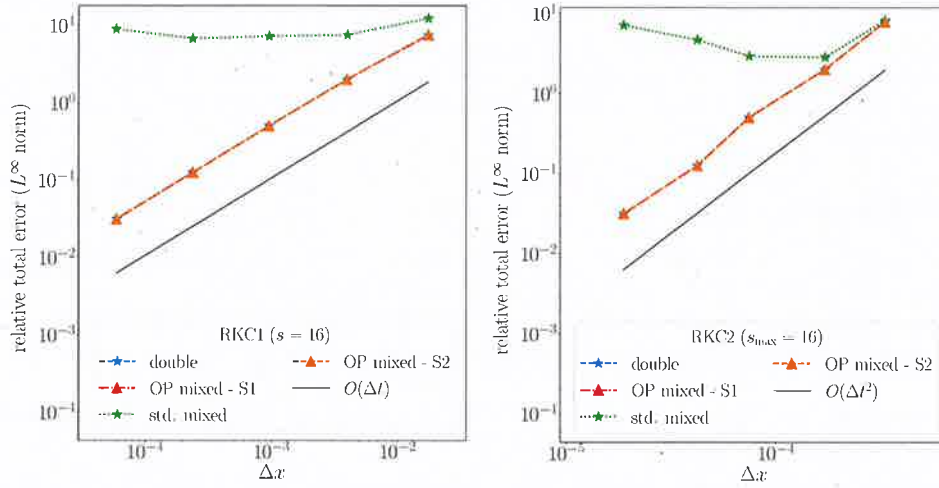 relative total error (L^∞ norm)
10^1
10^0
10^−1
10^−2
10^−3
10^−4
RKC1 (s = 16)
double
OP mixed - S1
std. mixed
OP mixed - S2
O(Δt)
10^−4
10^−3
10^−2
Δx
relative total error (L^∞ norm)
10^1
10^0
10^−1
10^−2
10^−3
10^−4
RKC2 (s_max = 16)
double
OP mixed - S1
std. mixed
OP mixed - S2
O(Δt^2)
10^−5
10^−4
Δx